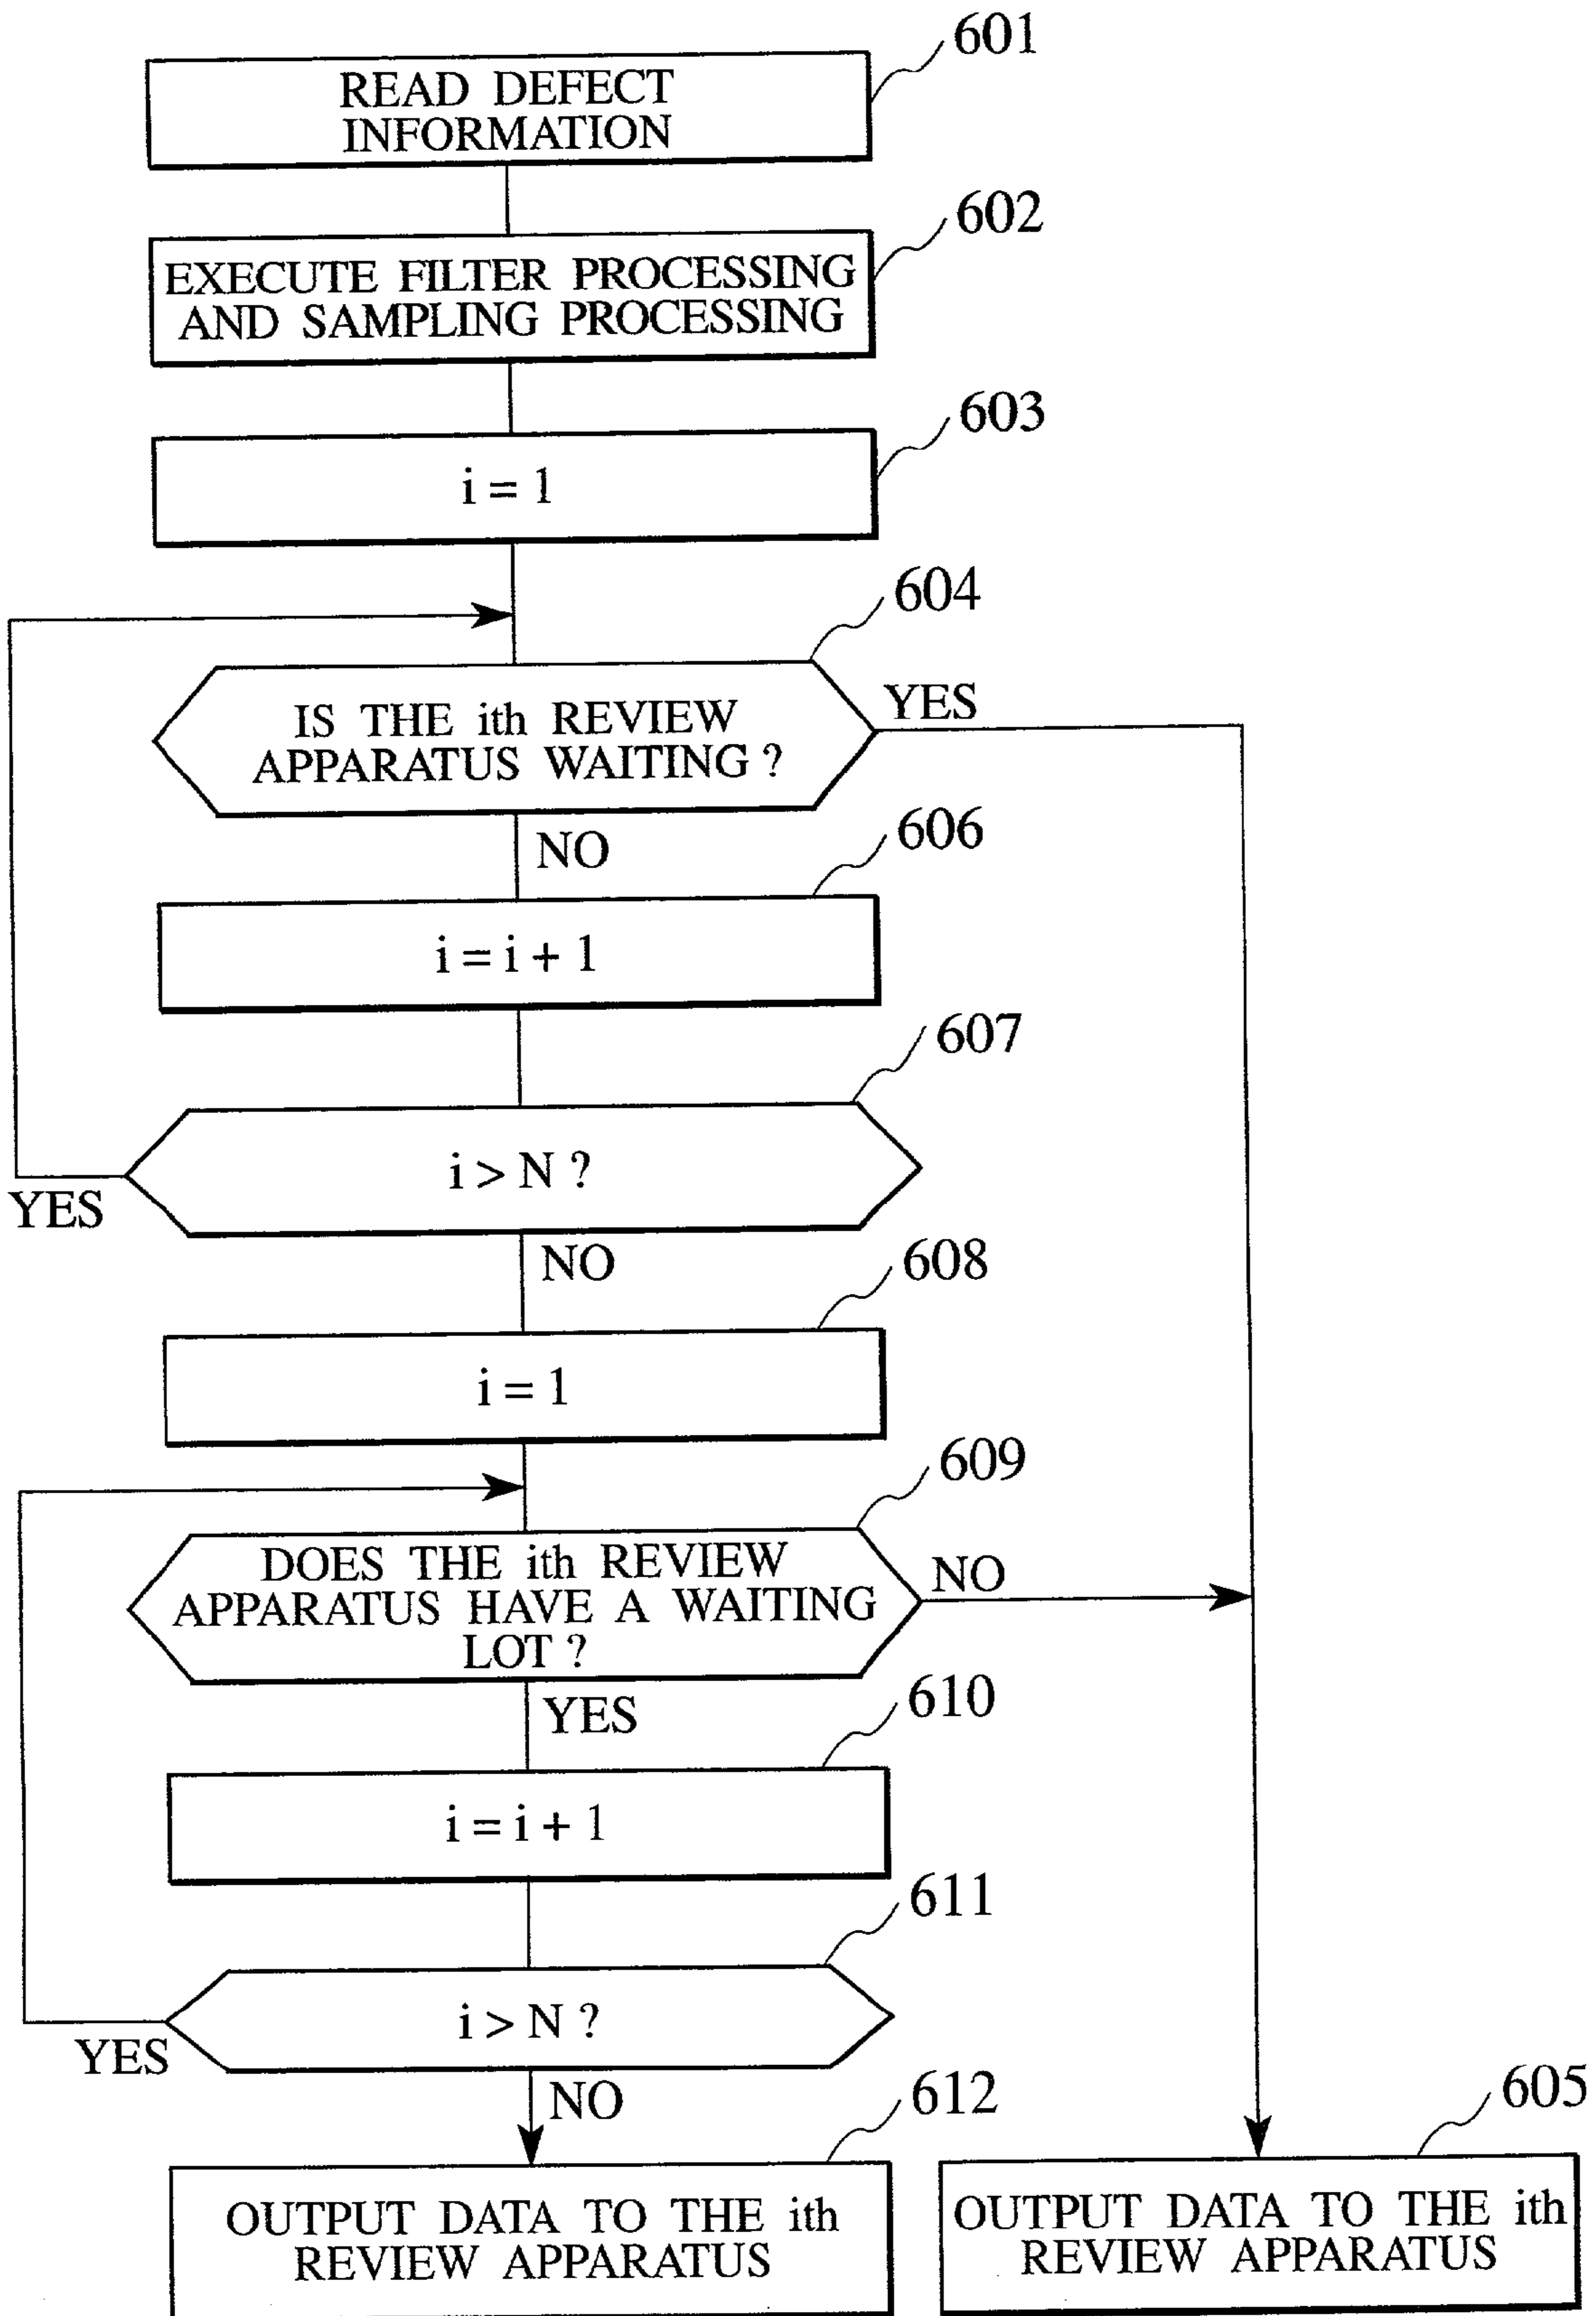 601
READ DEFECT
INFORMATION
602
EXECUTE FILTER PROCESSING
AND SAMPLING PROCESSING
603
i = 1
604
IS THE ith REVIEW
APPARATUS WAITING ?
YES
NO
606
i = i + 1
607
i > N ?
YES
NO
608
i = 1
609
DOES THE ith REVIEW
APPARATUS HAVE A WAITING
LOT ?
NO
YES
610
i = i + 1
611
i > N ?
YES
NO
612
OUTPUT DATA TO THE ith
REVIEW APPARATUS
605
OUTPUT DATA TO THE ith
REVIEW APPARATUS